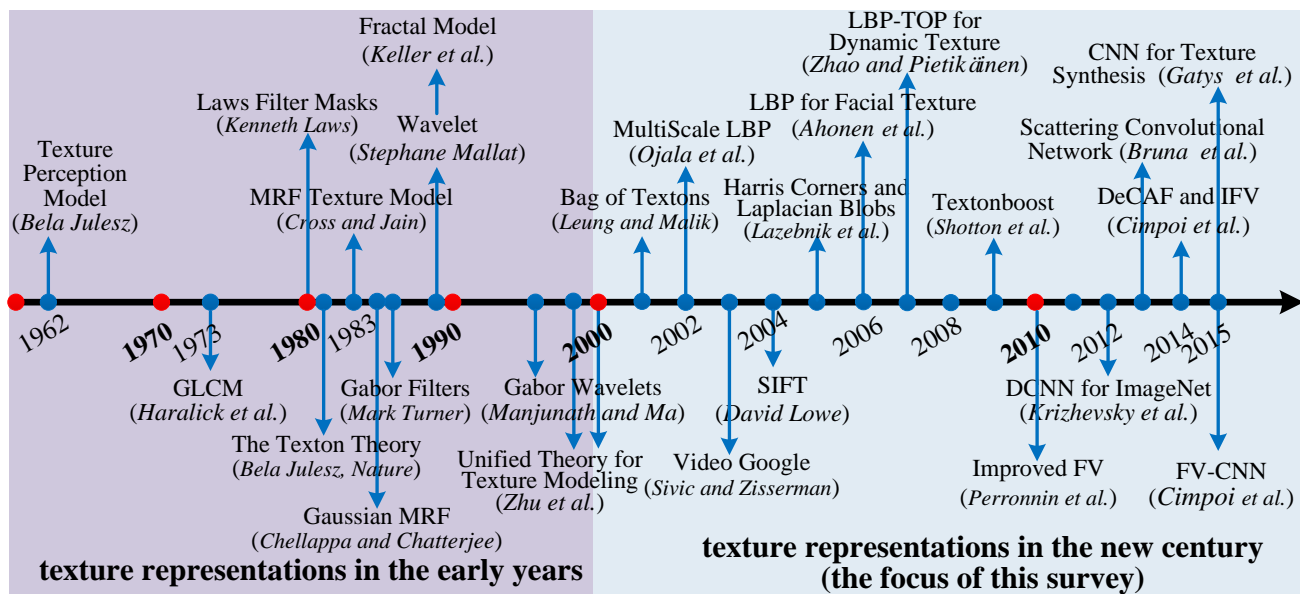 Fractal Model
(Keller et al.)
Laws Filter Masks
(Kenneth Laws)
Wavelet
(Stephane Mallat)
Texture
Perception
Model
(Bela Julesz)
MRF Texture Model
(Cross and Jain)
LBP-TOP for
Dynamic Texture
(Zhao and Pietikäinen)
CNN for Texture
Synthesis (Gatys et al.)
LBP for Facial Texture
(Ahonen et al.)
MultiScale LBP
(Ojala et al.)
Scattering Convolutional
Network (Bruna et al.)
Bag of Textons
(Leung and Malik)
Harris Corners and
Laplacian Blobs
(Lazebnik et al.)
Textonboost
(Shotton et al.)
DeCAF and IFV
(Cimpoi et al.)
1962
1970
1973
1980
1983
1990
2000
2002
2004
2006
2008
2010
2012
2014
2015
GLCM
(Haralick et al.)
Gabor Filters
(Mark Turner)
Gabor Wavelets
(Manjunath and Ma)
SIFT
(David Lowe)
DCNN for ImageNet
(Krizhevsky et al.)
The Texton Theory
(Bela Julesz, Nature)
Unified Theory for
Texture Modeling
(Zhu et al.)
Video Google
(Sivic and Zisserman)
Improved FV
(Perronnin et al.)
FV-CNN
(Cimpoi et al.)
Gaussian MRF
(Chellappa and Chatterjee)
texture representations in the early years
texture representations in the new century
(the focus of this survey)